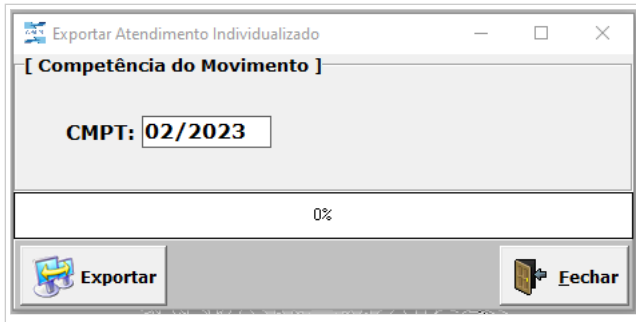 Exportar Atendimento Individualizado
[ Competência do Movimento ]
CMPT: 02/2023
0%
Exportar
Fechar